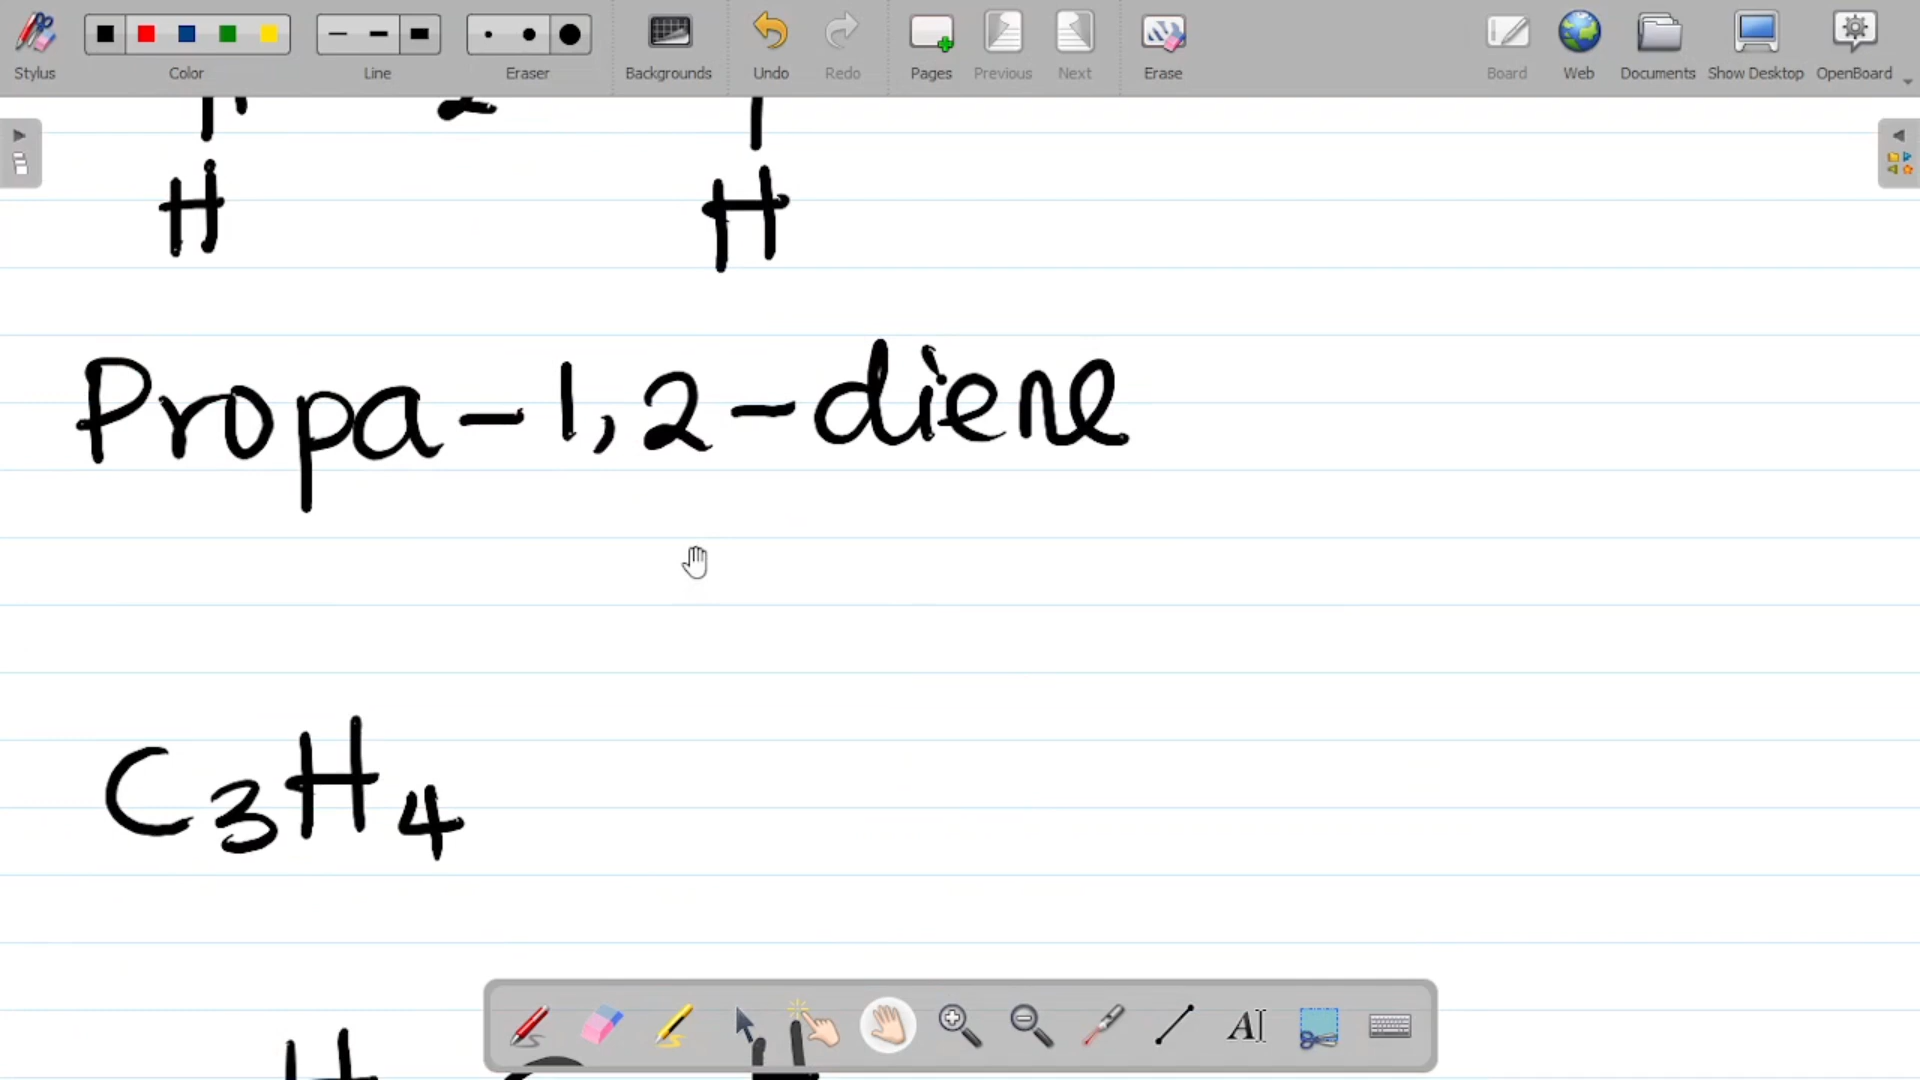 Stylus Color Line Eraser Backgrounds Undo Redo Pages Previous Next Erase Board Web Documents Show Desktop OpenBoard
2
H H
Propa-1,2-diene
C3H4
H